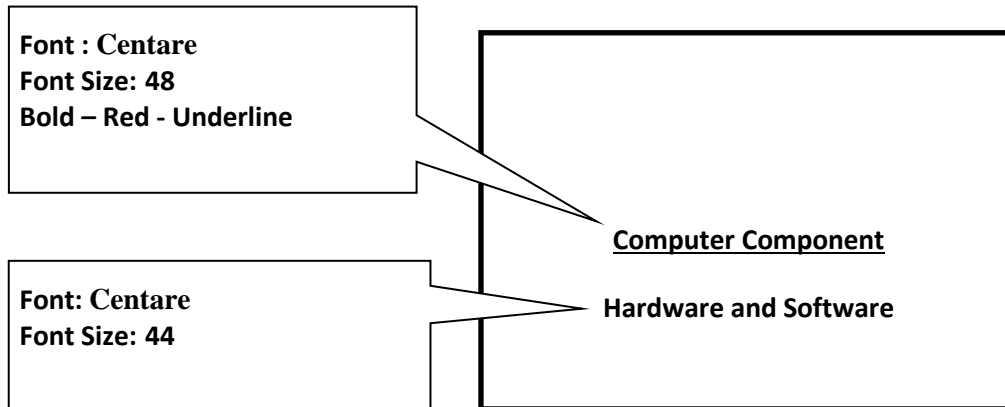 Font : Centare
Font Size: 48
Bold – Red - Underline
Computer Component
Font: Centare
Font Size: 44
Hardware and Software